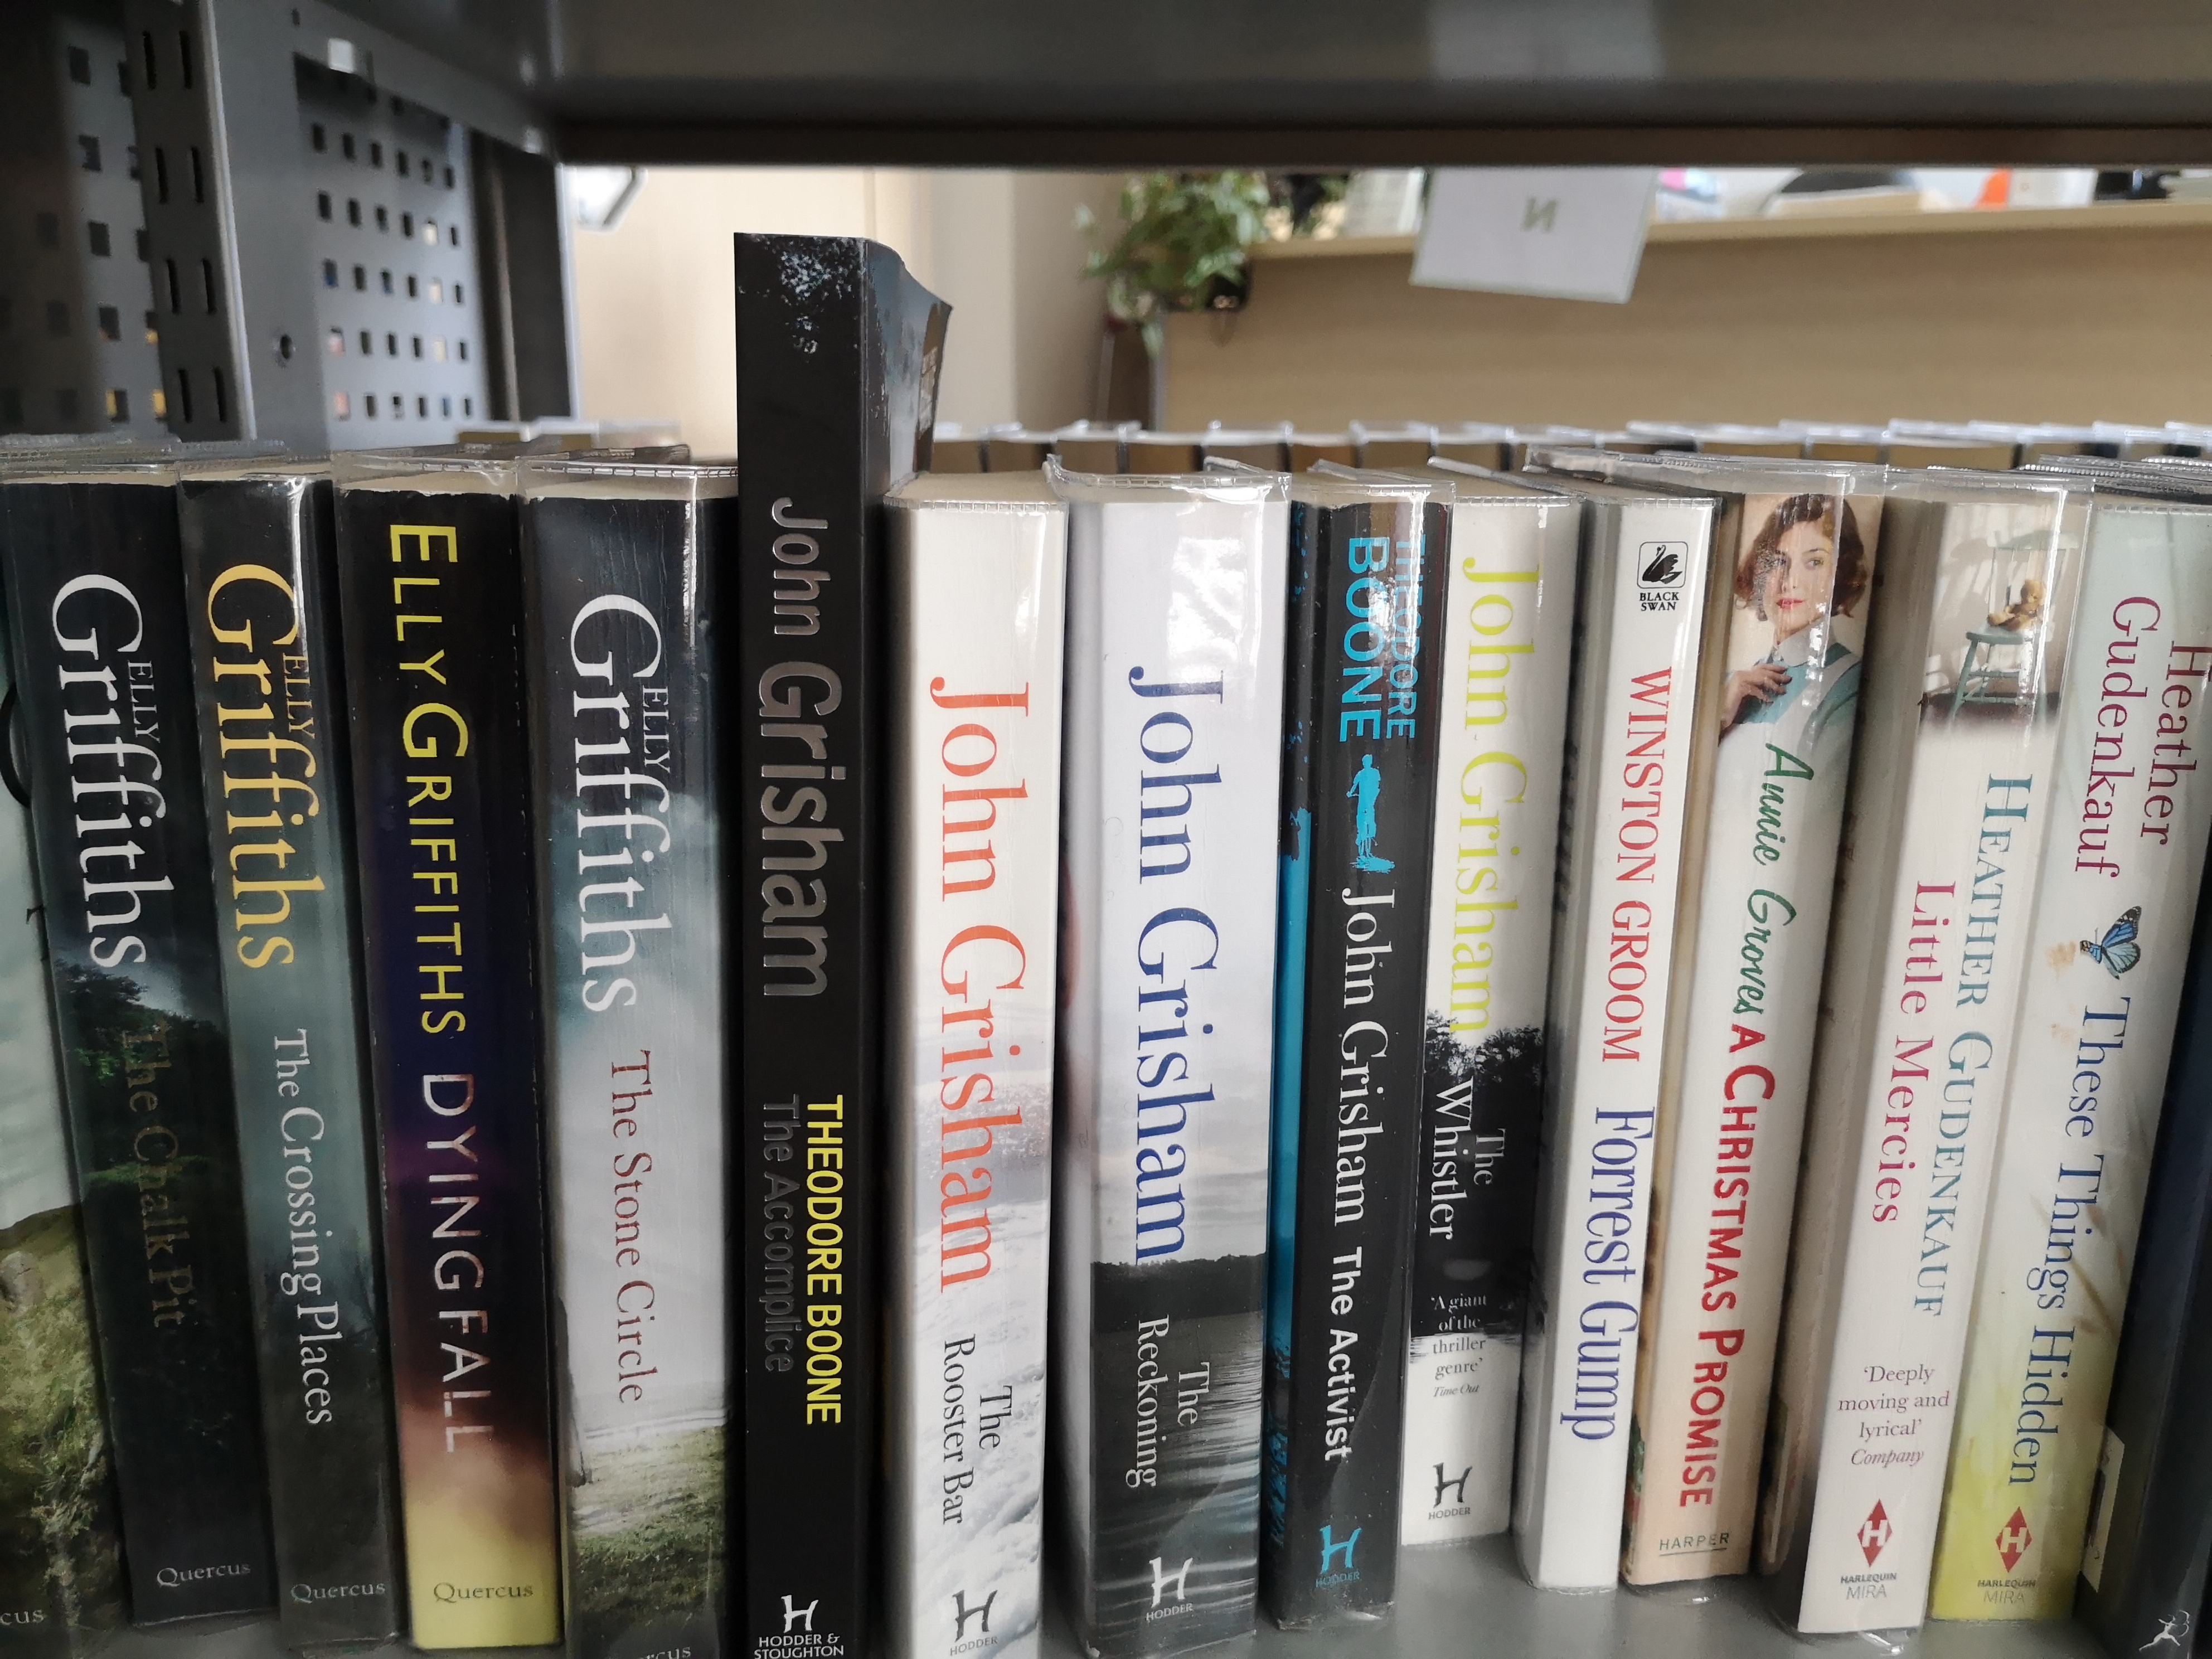 N
cus
ELLY
Griffiths
The Chalk Pit
Quercus
ELLY
Griffiths
The Crossing Places
Quercus
ELLY GRIFFITHS DYING FALL
Quercus
ELLY
Griffiths
The Stone Circle
rcus
John Grisham
THEODORE BOONE
The Accomplice
HODDER &
STOUGHTON
John Grisham
The
Rooster Bar
HODDER
John Grisham
The
Reckoning
HODDER
THEODORE
BOONE
John Grisham The Activist
HODDER
John Grisham
The
Whistler
'A giant
of the
thriller
genre'
Time Out
HODDER
BLACK
SWAN
WINSTON GROOM Forrest Gump
Annie Groves A CHRISTMAS PROMISE
HARPER
HEATHER GUDENKAUF
Little Mercies
'Deeply
moving and
lyrical'
Company
HARLEQUIN
MIRA
Heather
Gudenkauf
These Things Hidden
HARLEQUIN
MIRA